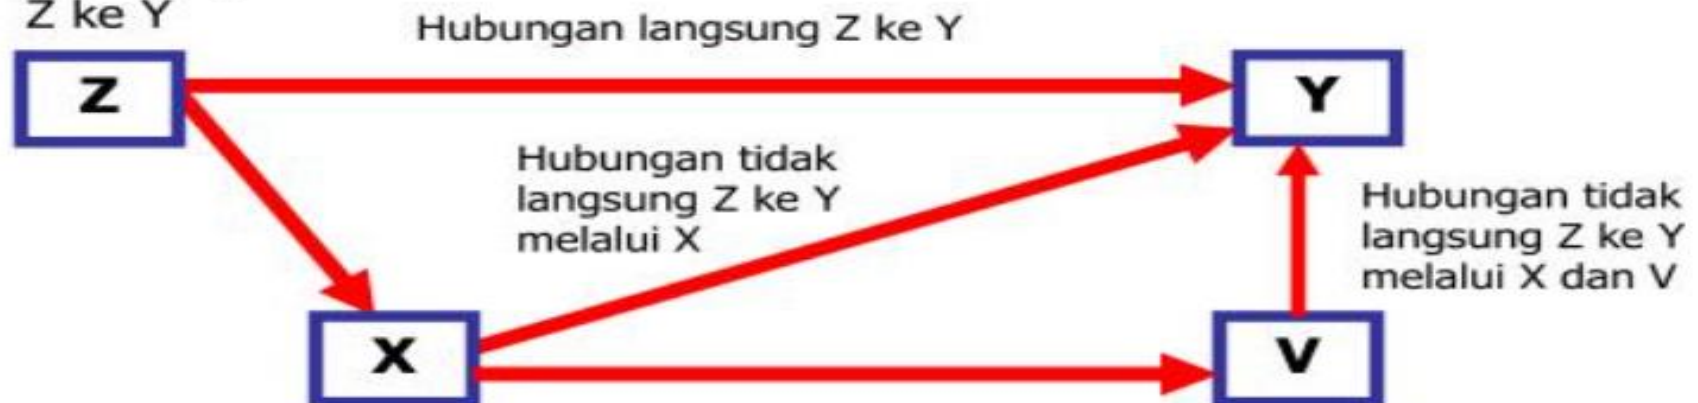 Z ke Y
Hubungan langsung Z ke Y
Z
Y
Hubungan tidak
langsung Z ke Y
melalui X
Hubungan tidak
langsung Z ke Y
melalui X dan V
X
V